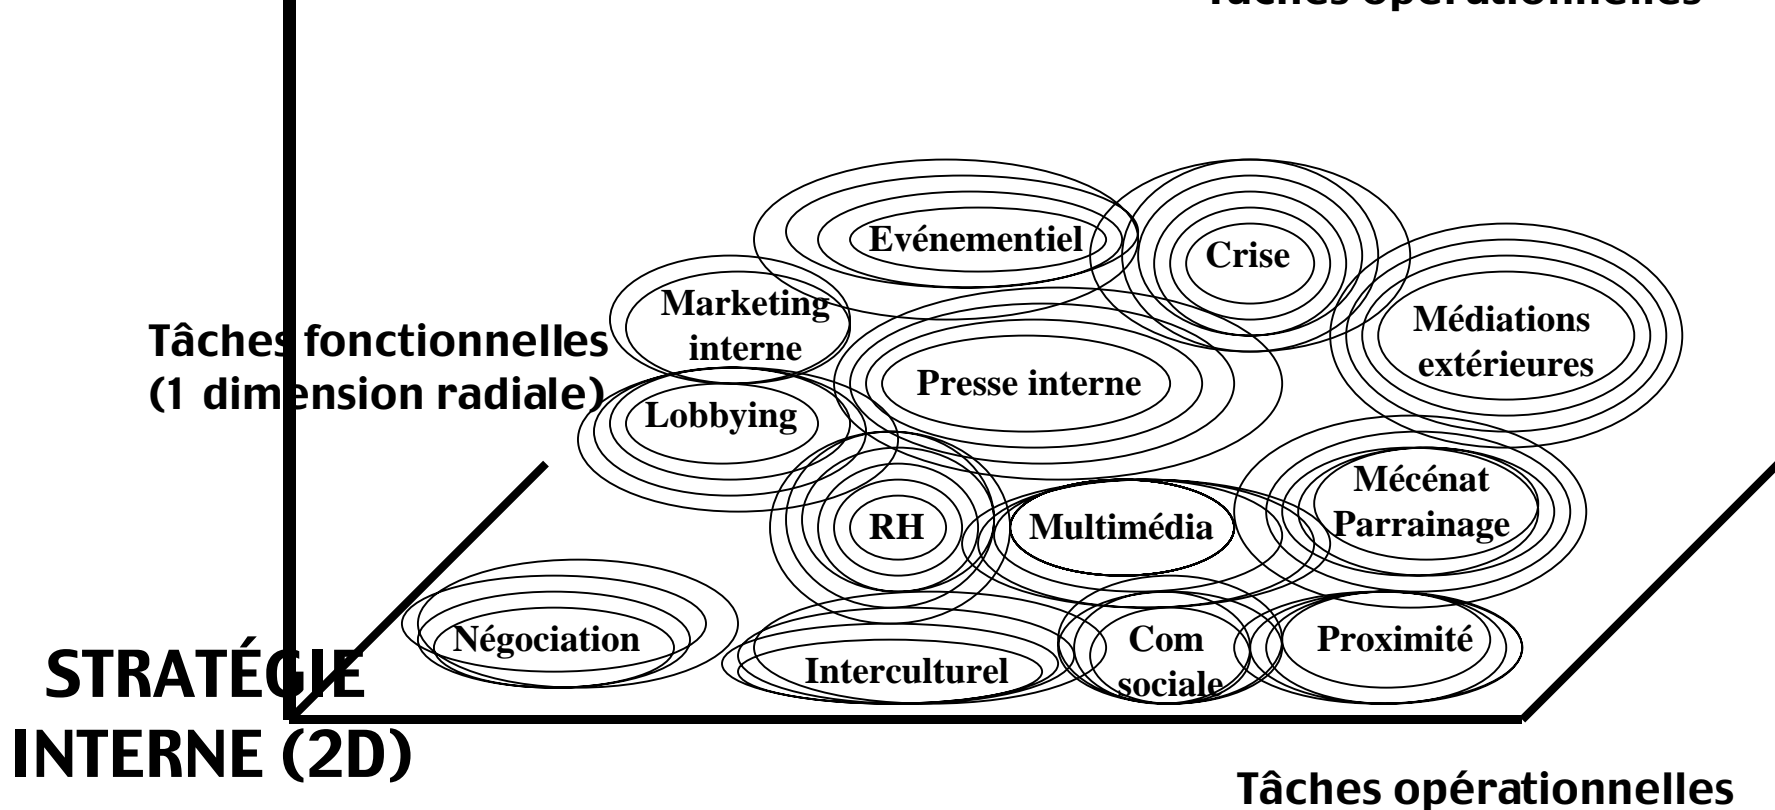 Tâches opérationnelles
Evénementiel
Crise
Marketing
interne
Médiations
extérieures
Tâches fonctionnelles
(1 dimension radiale)
Presse interne
Lobbying
Mécénat
Parrainage
RH
Multimédia
Négociation
Interculturel
Com
sociale
Proximité
STRATÉGIE
INTERNE (2D)
Tâches opérationnelles